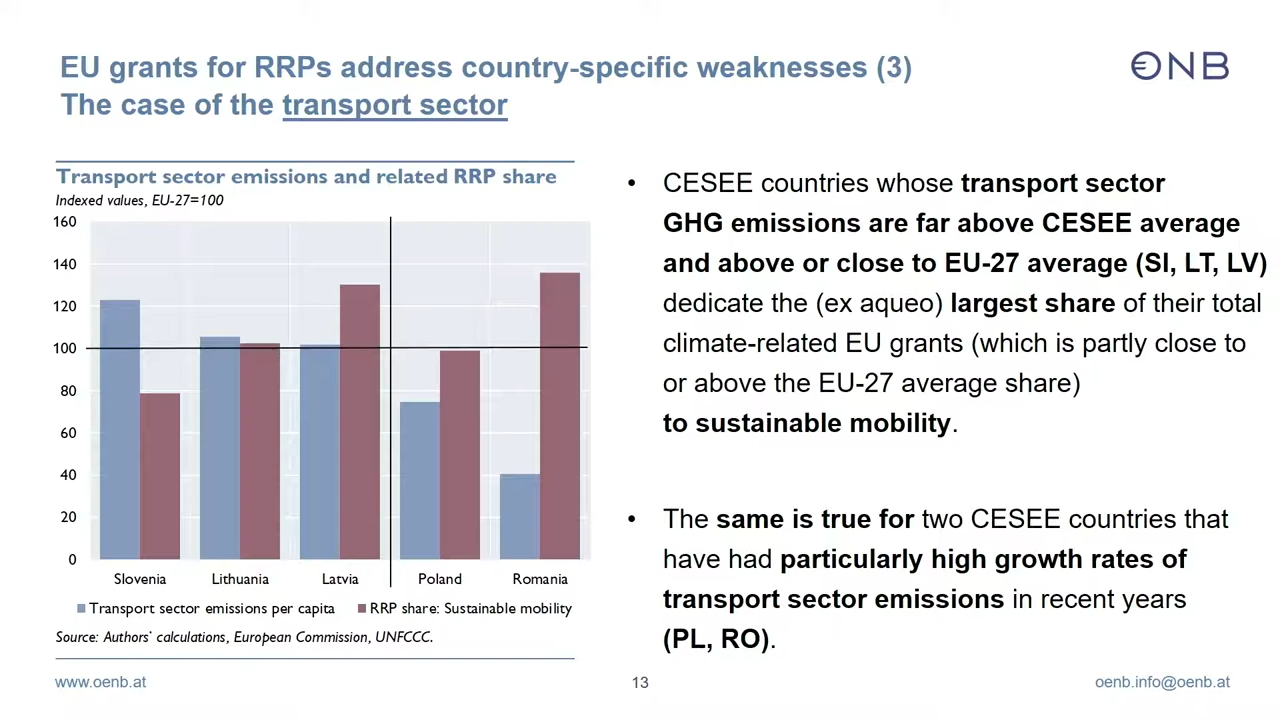 EU grants for RRPs address country-specific weaknesses (3)
The case of the transport sector
ONB
Transport sector emissions and related RRP share
Indexed values, EU-27=100
160
140
120
100
80
60
40
20
0
Slovenia Lithuania Latvia Poland Romania
Transport sector emissions per capita RRP share: Sustainable mobility
Source: Authors' calculations, European Commission, UNFCCC.
• CESEE countries whose transport sector
GHG emissions are far above CESEE average
and above or close to EU-27 average (SI, LT, LV)
dedicate the (ex aqueo) largest share of their total
climate-related EU grants (which is partly close to
or above the EU-27 average share)
to sustainable mobility.
• The same is true for two CESEE countries that
have had particularly high growth rates of
transport sector emissions in recent years
(PL, RO).
www.oenb.at
13
oenb.info@oenb.at